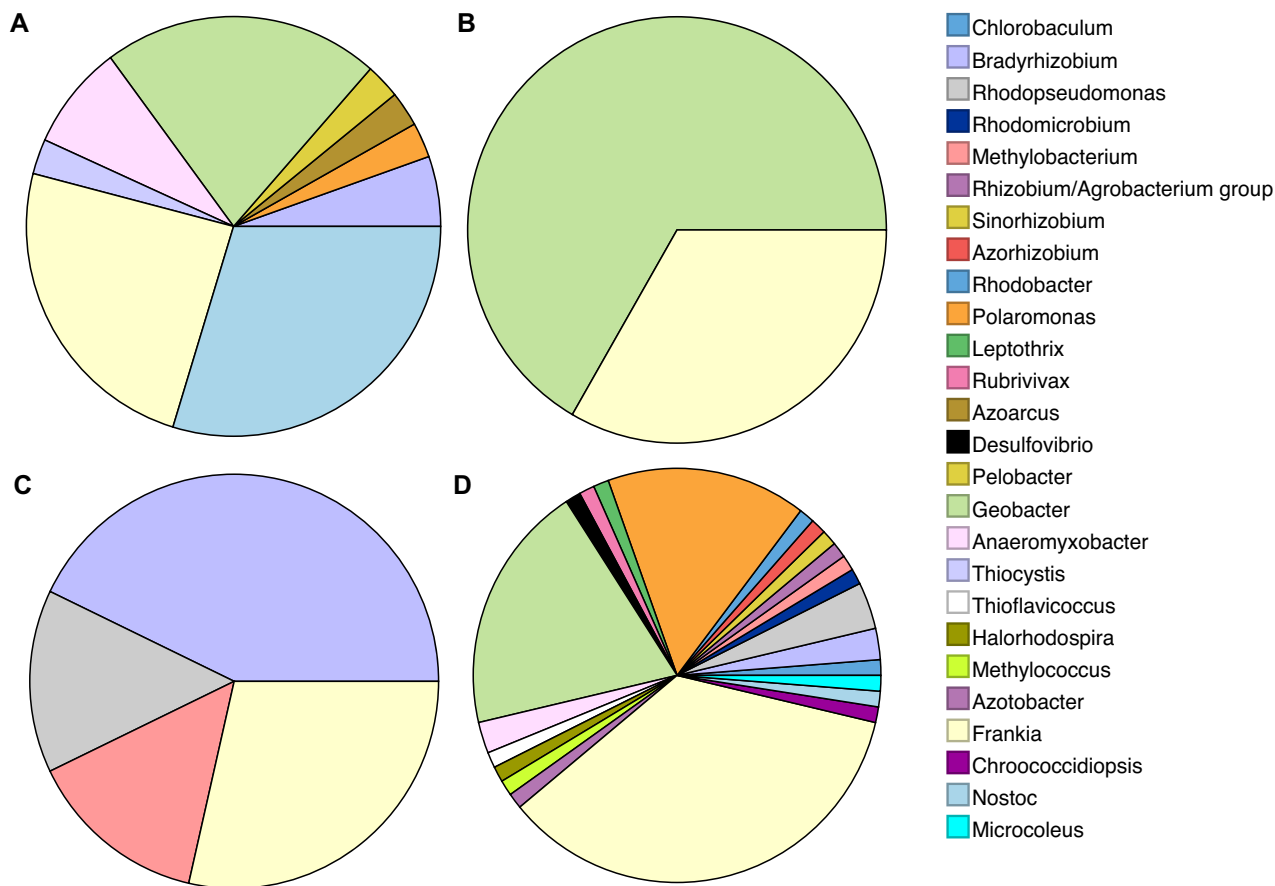 A
B
C
D
Chlorobaculum
Bradyrhizobium
Rhodopseudomonas
Rhodomicrobium
Methylobacterium
Rhizobium/Agrobacterium group
Sinorhizobium
Azorhizobium
Rhodobacter
Polaromonas
Leptothrix
Rubrivivax
Azoarcus
Desulfovibrio
Pelobacter
Geobacter
Anaeromyxobacter
Thiocystis
Thioflavicoccus
Halorhodospira
Methylococcus
Azotobacter
Frankia
Chroococcidiopsis
Nostoc
Microcoleus